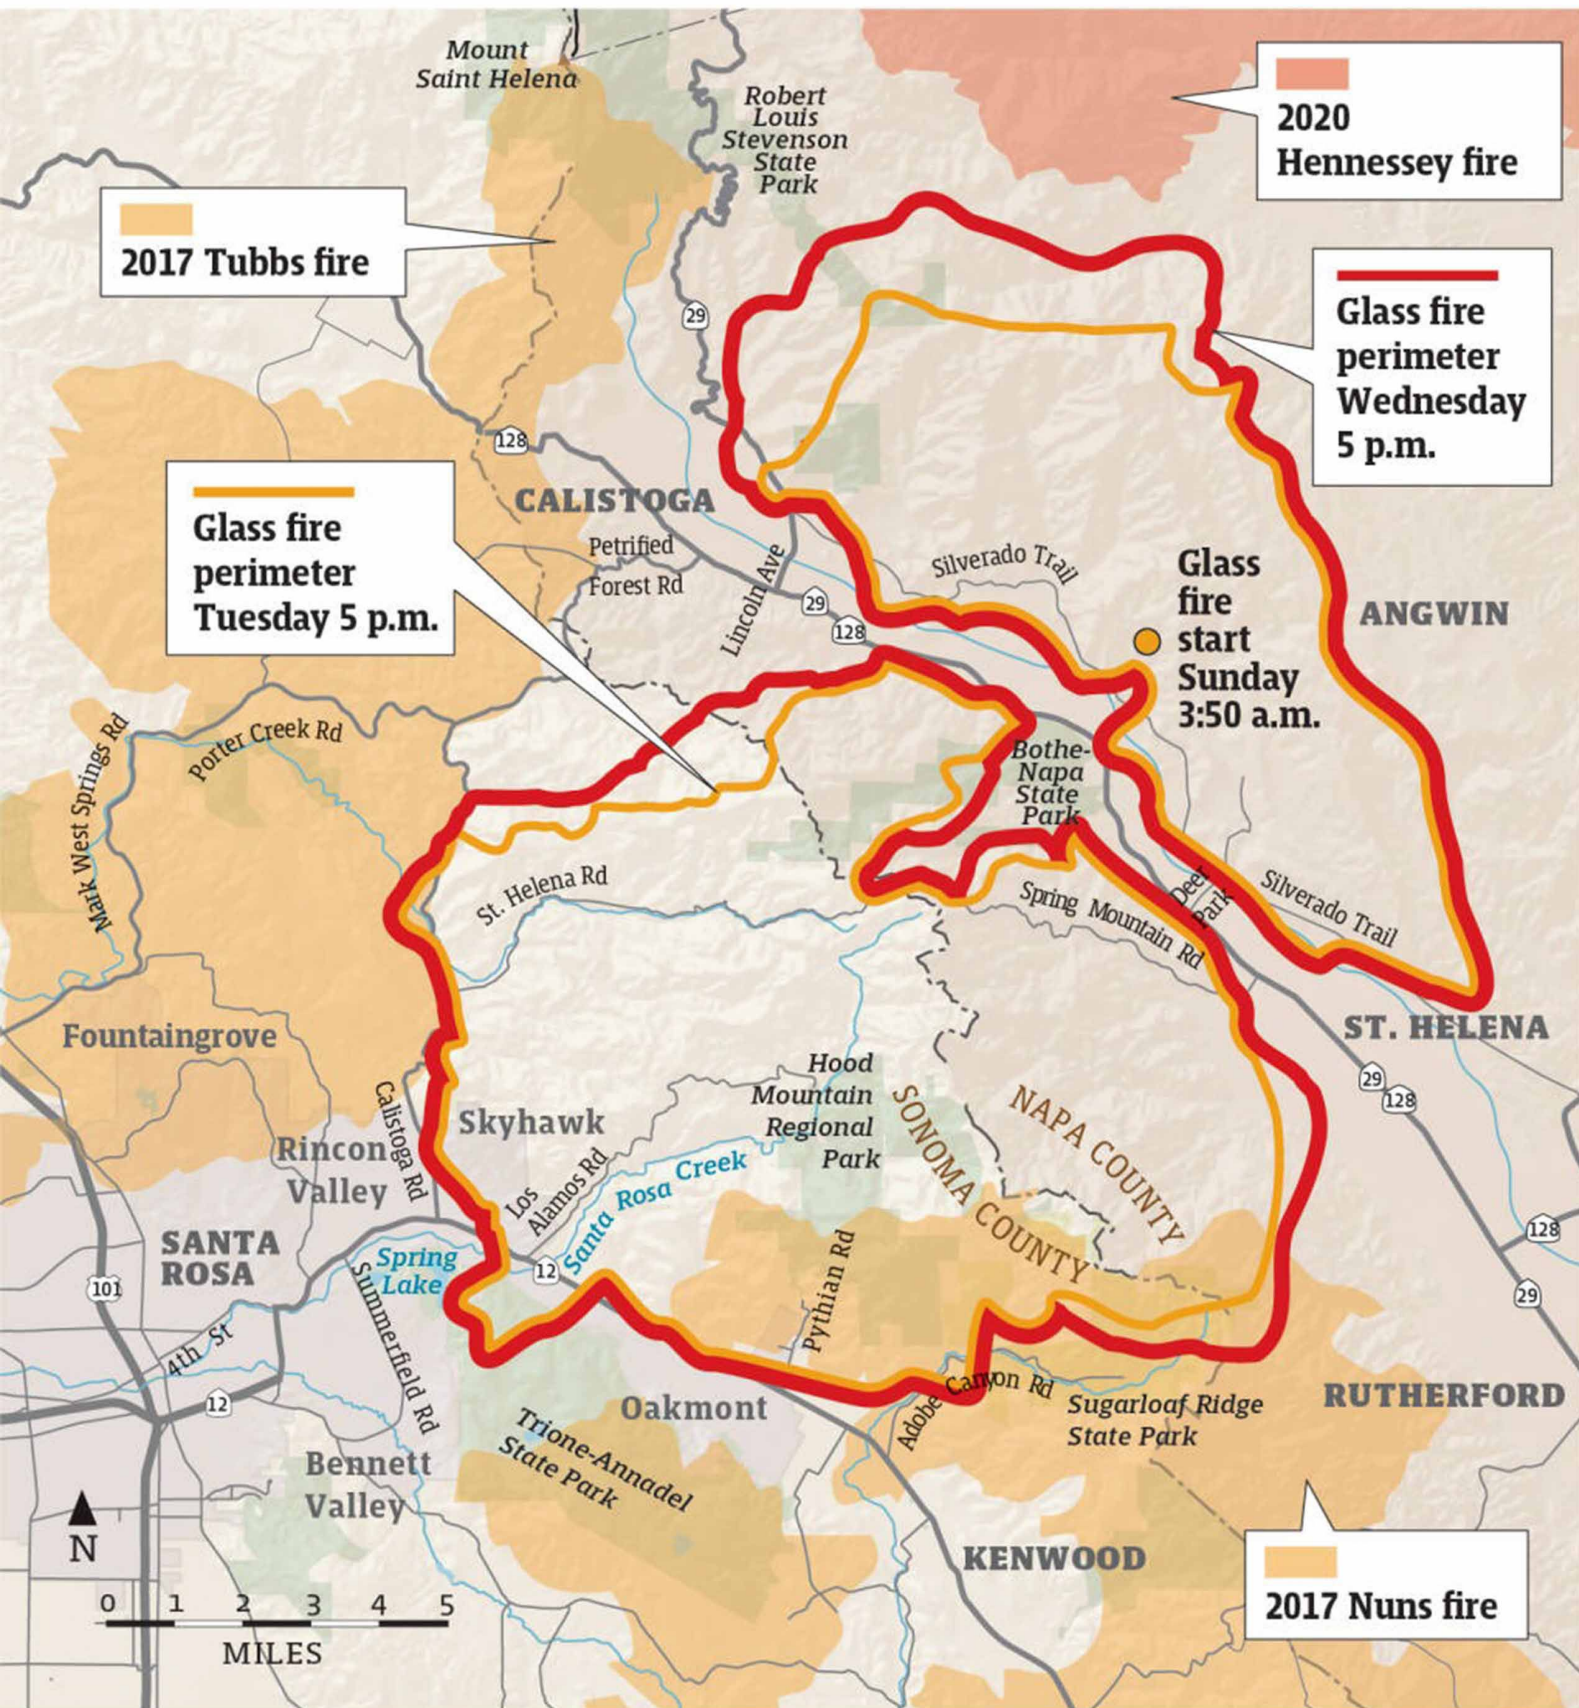 Mount
Saint Helena
Robert
Louis
Stevenson
State
Park
2020
Hennessey fire
2017 Tubbs fire
29
Glass fire
perimeter
Wednesday
5 p.m.
128
CALISTOGA
Glass fire
perimeter
Tuesday 5 p.m.
Petrified
Forest Rd
Lincoln Ave
Silverado Trail
29
128
Glass
fire
start
Sunday
3:50 a.m.
ANGWIN
Mark West Springs Rd
Porter Creek Rd
Bothe-
Napa
State
Park
St. Helena Rd
Spring Mountain Rd
Deer
Park
Silverado Trail
ST. HELENA
Fountaingrove
29
128
Calistoga Rd
Skyhawk
Hood
Mountain
Regional
Park
SONOMA COUNTY
NAPA COUNTY
Rincon
Valley
Los
Alamos Rd
Santa Rosa Creek
SANTA
ROSA
Spring
Lake
12
Pythian Rd
128
29
101
4th St
Summerfield Rd
12
Oakmont
Adobe Canyon Rd
Sugarloaf Ridge
State Park
RUTHERFORD
Trione-Annadel
State Park
Bennett
Valley
N
KENWOOD
2017 Nuns fire
0 1 2 3 4 5
MILES